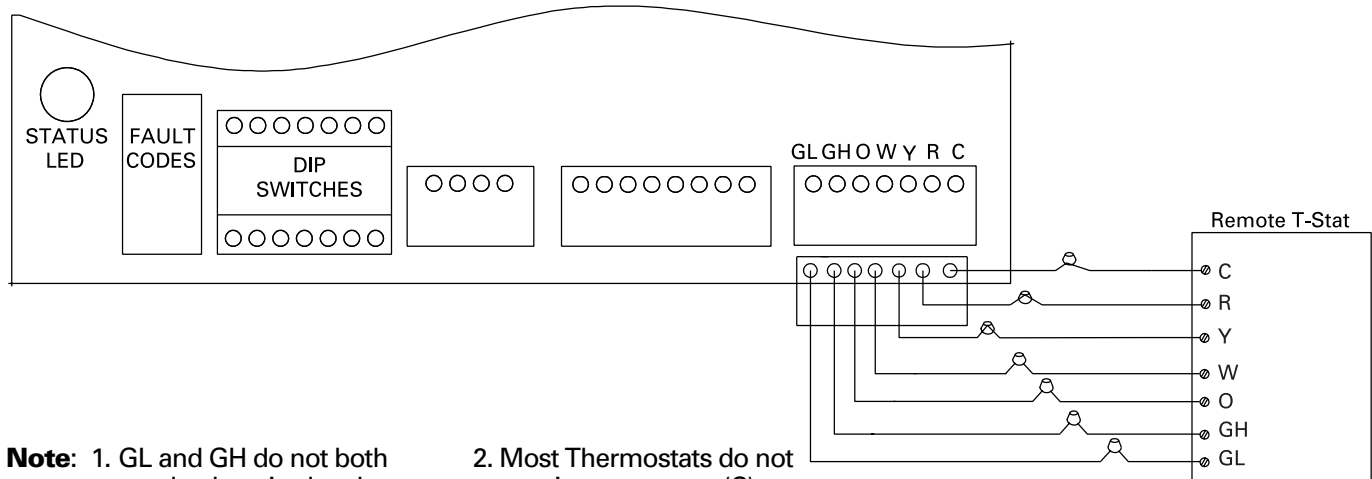 STATUS
LED
FAULT
CODES
DIP
SWITCHES
GL GH O W Y R C
Remote T-Stat
C
R
Y
W
O
GH
GL
Note: 1. GL and GH do not both
2. Most Thermostats do not